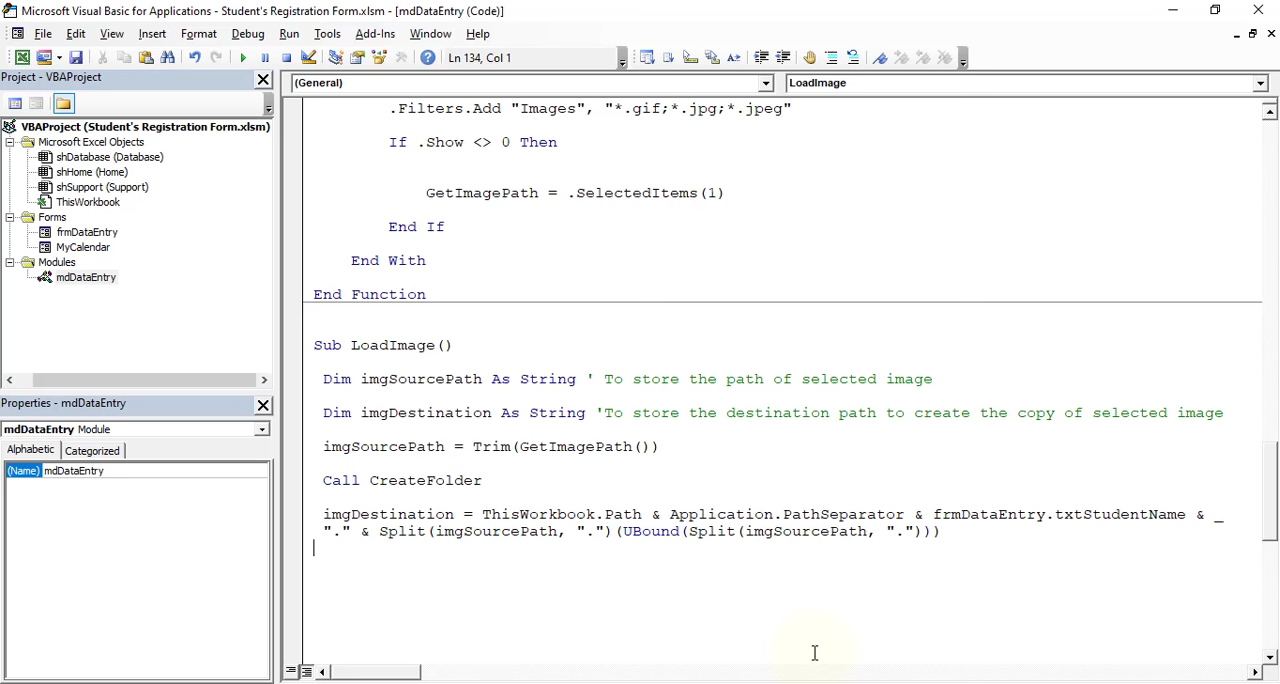 Microsoft Visual Basic for Applications - Student's Registration Form.xlsm - [mdDataEntry (Code)]
File Edit View Insert Format Debug Run Tools Add-Ins Window Help
Ln 134, Col 1
Project - VBAProject
(General) LoadImage
VBAProject (Student's Registration Form.xlsm)
Microsoft Excel Objects
shDatabase (Database)
shHome (Home)
shSupport (Support)
ThisWorkbook
Forms
frmDataEntry
MyCalendar
Modules
mdDataEntry
Properties - mdDataEntry
mdDataEntry Module
Alphabetic Categorized
(Name) mdDataEntry
.Filters.Add "Images", "*.gif;*.jpg;*.jpeg"
If .Show <> 0 Then
GetImagePath = .SelectedItems(1)
End If
End With
End Function
Sub LoadImage()
Dim imgSourcePath As String ' To store the path of selected image
Dim imgDestination As String 'To store the destination path to create the copy of selected image
imgSourcePath = Trim(GetImagePath())
Call CreateFolder
imgDestination = ThisWorkbook.Path & Application.PathSeparator & frmDataEntry.txtStudentName & _
"." & Split(imgSourcePath, ".")(UBound(Split(imgSourcePath, ".")))